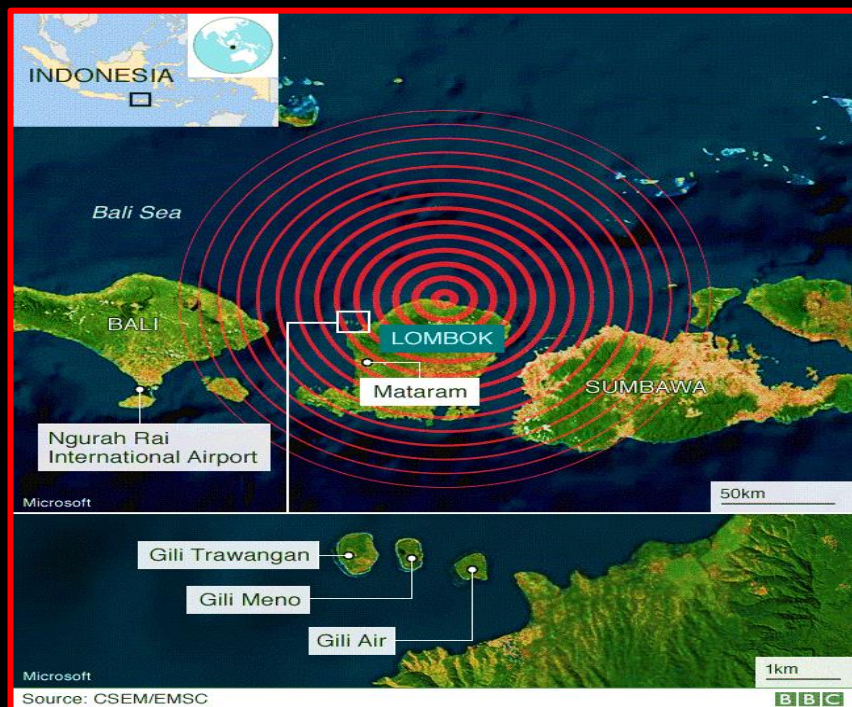 INDONESIA
Bali Sea
BALI
LOMBOK
Mataram
SUMBAWA
Ngurah Rai
International Airport
Microsoft
50km
Gili Trawangan
Gili Meno
Gili Air
Microsoft
1km
Source: CSEM/EMSC
BBC